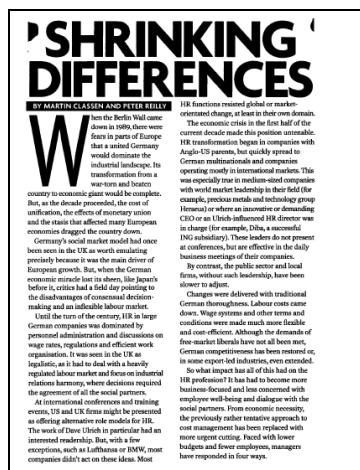 ' SHRINKING '
DIFFERENCES
BY MARTIN CLASSEN AND PETER REILLY
When the Berlin Wall came
down in 1989, there were
fears in parts of Europe
that a united Germany
would dominate the
industrial landscape. Its
transformation from a
war-torn and beaten
country to economic giant would be complete.
But, as the decade proceeded, the cost of
unification, the effects of monetary union
and the stasis that affected many European
economies dragged the country down.
Germany's social market model had once
been seen in the UK as worth emulating
precisely because it was the main driver of
European growth. But, when the German
economic miracle lost its sheen, like Japan's
before it, critics had a field day pointing to
the disadvantages of consensual decision-
making and an inflexible labour market.
Until the turn of the century, HR in large
German companies was dominated by
personnel administration and discussions on
wage rates, regulations and efficient work
organisation. It was seen in the UK as
legalistic, as it had to deal with a heavily
regulated labour market and focus on industrial
relations harmony, where decisions required
the agreement of all the social partners.
At international conferences and training
events, US and UK firms might be presented
as offering alternative role models for HR.
The work of Dave Ulrich in particular had an
interested readership. But, with a few
exceptions, such as Lufthansa or BMW, most
companies didn't act on these ideas. Most
HR functions resisted global or market-
orientated change, at least in their own domain.
The economic crisis in the first half of the
current decade made this position untenable.
HR transformation began in companies with
Anglo-US parents, but quickly spread to
German multinationals and companies
operating mostly in international markets. This
was especially true in medium-sized companies
with world market leadership in their field (for
example, precious metals and technology group
Heraeus) or where an innovative or demanding
CEO or an Ulrich-influenced HR director was
in charge (for example, Diba, a successful
ING subsidiary). These leaders do not present
at conferences, but are effective in the daily
business meetings of their companies.
By contrast, the public sector and local
firms, without such leadership, have been
slower to adjust.
Changes were delivered with traditional
German thoroughness. Labour costs came
down. Wage systems and other terms and
conditions were made much more flexible
and cost-efficient. Although the demands of
free-market liberals have not all been met,
German competitiveness has been restored or,
in some export-led industries, even extended.
So what impact has all of this had on the
HR profession? It has had to become more
business-focused and less concerned with
employee well-being and dialogue with the
social partners. From economic necessity,
the previously rather tentative approach to
cost management has been replaced with
more urgent cutting. Faced with lower
budgets and fewer employees, managers
have responded in four ways.